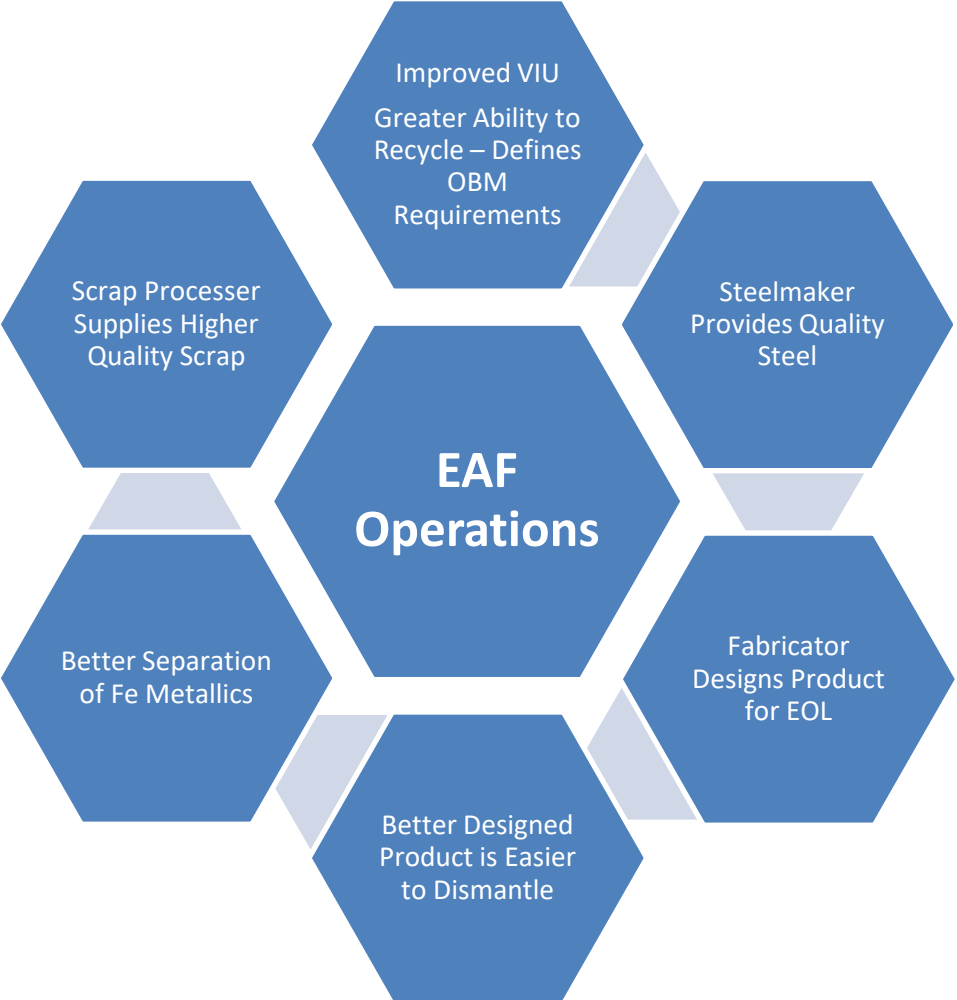 Improved VIU
Greater Ability to
Recycle – Defines
OBM
Requirements
Steelmaker
Provides Quality
Steel
Fabricator
Designs Product
for EOL
Better Designed
Product is Easier
to Dismantle
Better Separation
of Fe Metallics
Scrap Processer
Supplies Higher
Quality Scrap
EAF
Operations